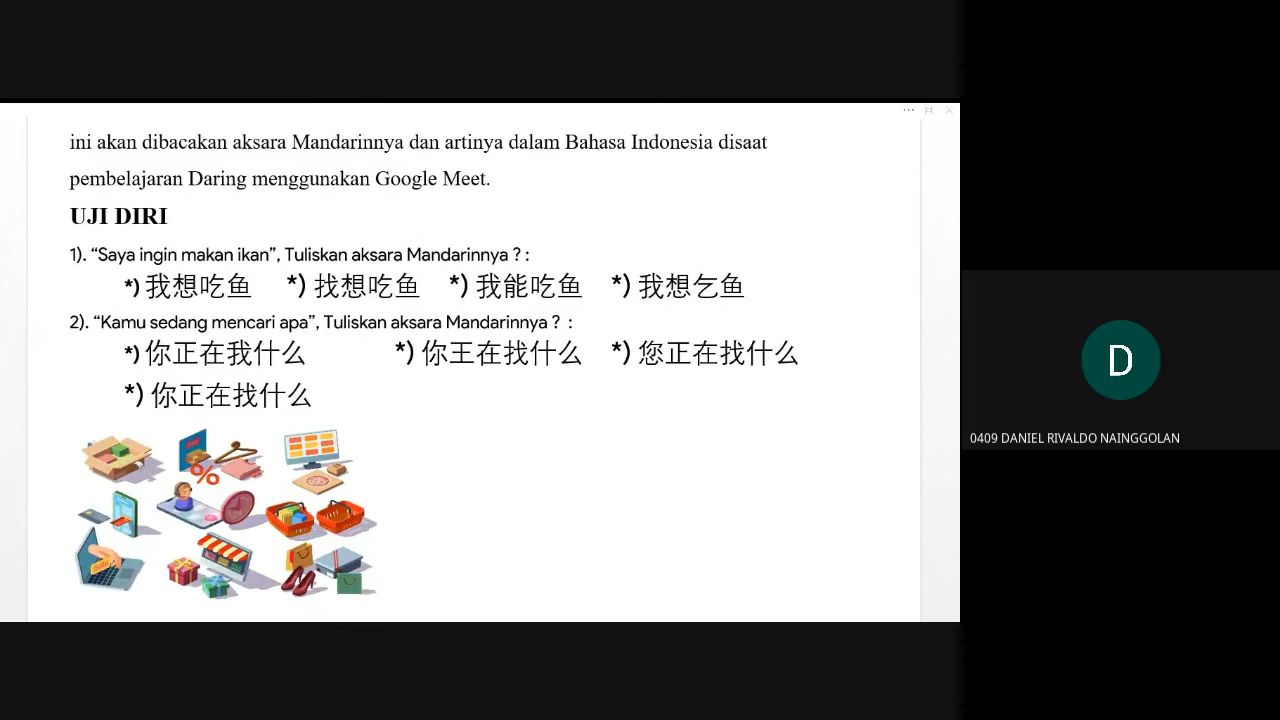 ini akan dibacakan aksara Mandarinnya dan artinya dalam Bahasa Indonesia disaat
pembelajaran Daring menggunakan Google Meet.
UJI DIRI
1). “Saya ingin makan ikan”, Tuliskan aksara Mandarinnya ? :
*) 我想吃鱼 *) 找想吃鱼 *) 我能吃鱼 *) 我想乞鱼
2). “Kamu sedang mencari apa”, Tuliskan aksara Mandarinnya ? :
*) 你正在我什么 *) 你王在找什么 *) 您正在找什么
*) 你正在找什么
%
D
0409 DANIEL RIVALDO NAINGGOLAN